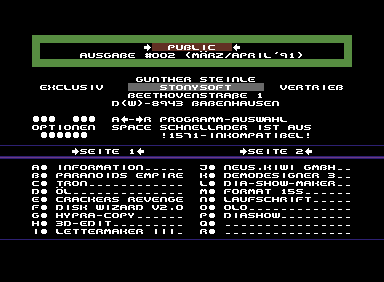 → PUBLIC ←
AUSGABE #002 (MÄRZ/APRIL'91)
GUNTHER STEINLE
EXKLUSIV STONYSOFT VERTRIEB
BEETHOVENSTRAßE 1
D(W)-8943 BABENHAUSEN
A←→R PROGRAMM-AUSWAHL
OPTIONEN SPACE SCHNELLADER IST AUS
!1571-INKOMPATIBEL!
→SEITE 1← →SEITE 2←
A● INFORMATION J● NEUS.KIWI GMBH
B● PARANOIDS EMPIRE K● DEMODESIGNER 3
C● TRON L● DIA-SHOW-MAKER
D● ÖL M● FORMAT 15S
E● CRACKERS REVENGE N● LAUFSCHRIFT
F● DISK WIZARD V2.0 O● OLO
G● HYPRA-COPY P● DIASHOW
H● 3D-EDIT Q●
I● LETTERMAKER III R●